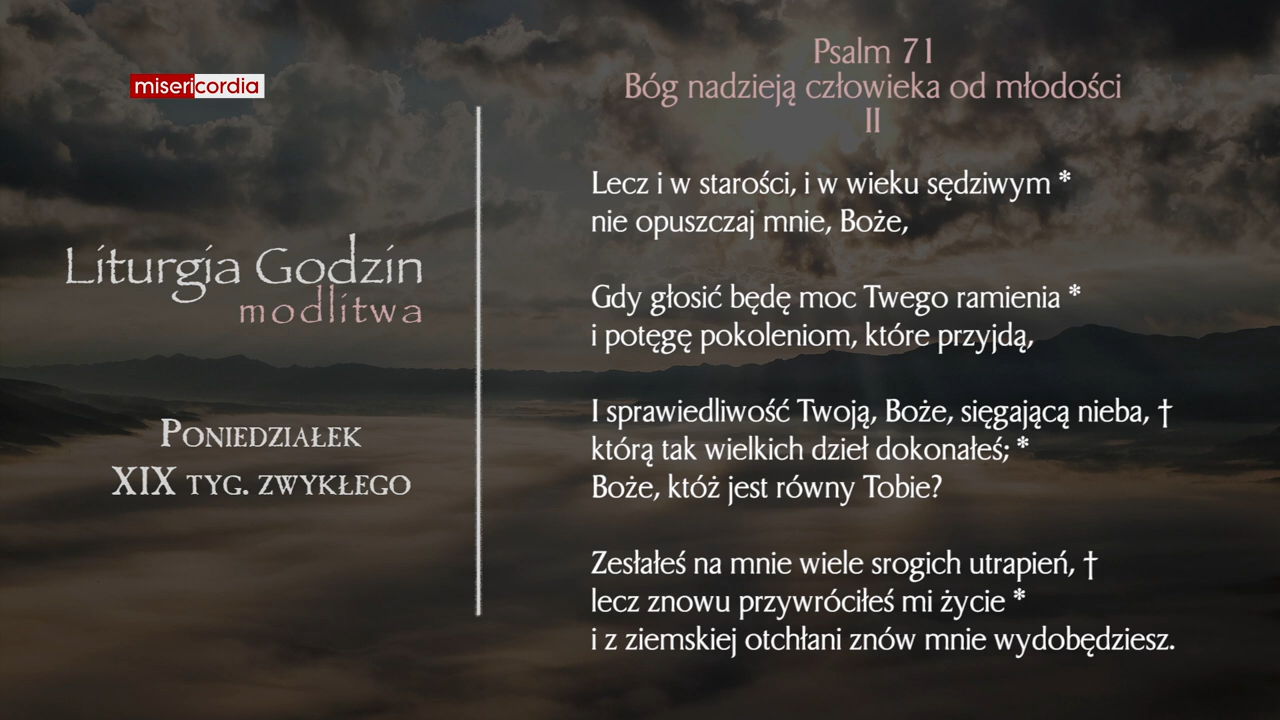 misericordia
Liturgia Godzin
modlitwa
Poniedziałek
XIX tyg. zwykłego
Psalm 71
Bóg nadzieją człowieka od młodości
II
Lecz i w starości, i w wieku sędziwym *
nie opuszczaj mnie, Boże,
Gdy głosić będę moc Twego ramienia *
i potęgę pokoleniom, które przyjdą,
I sprawiedliwość Twoją, Boże, sięgającą nieba, †
którą tak wielkich dzieł dokonałeś; *
Boże, któż jest równy Tobie?
Zesłałeś na mnie wiele srogich utrapień, †
lecz znowu przywróciłeś mi życie *
i z ziemskiej otchłani znów mnie wydobędziesz.